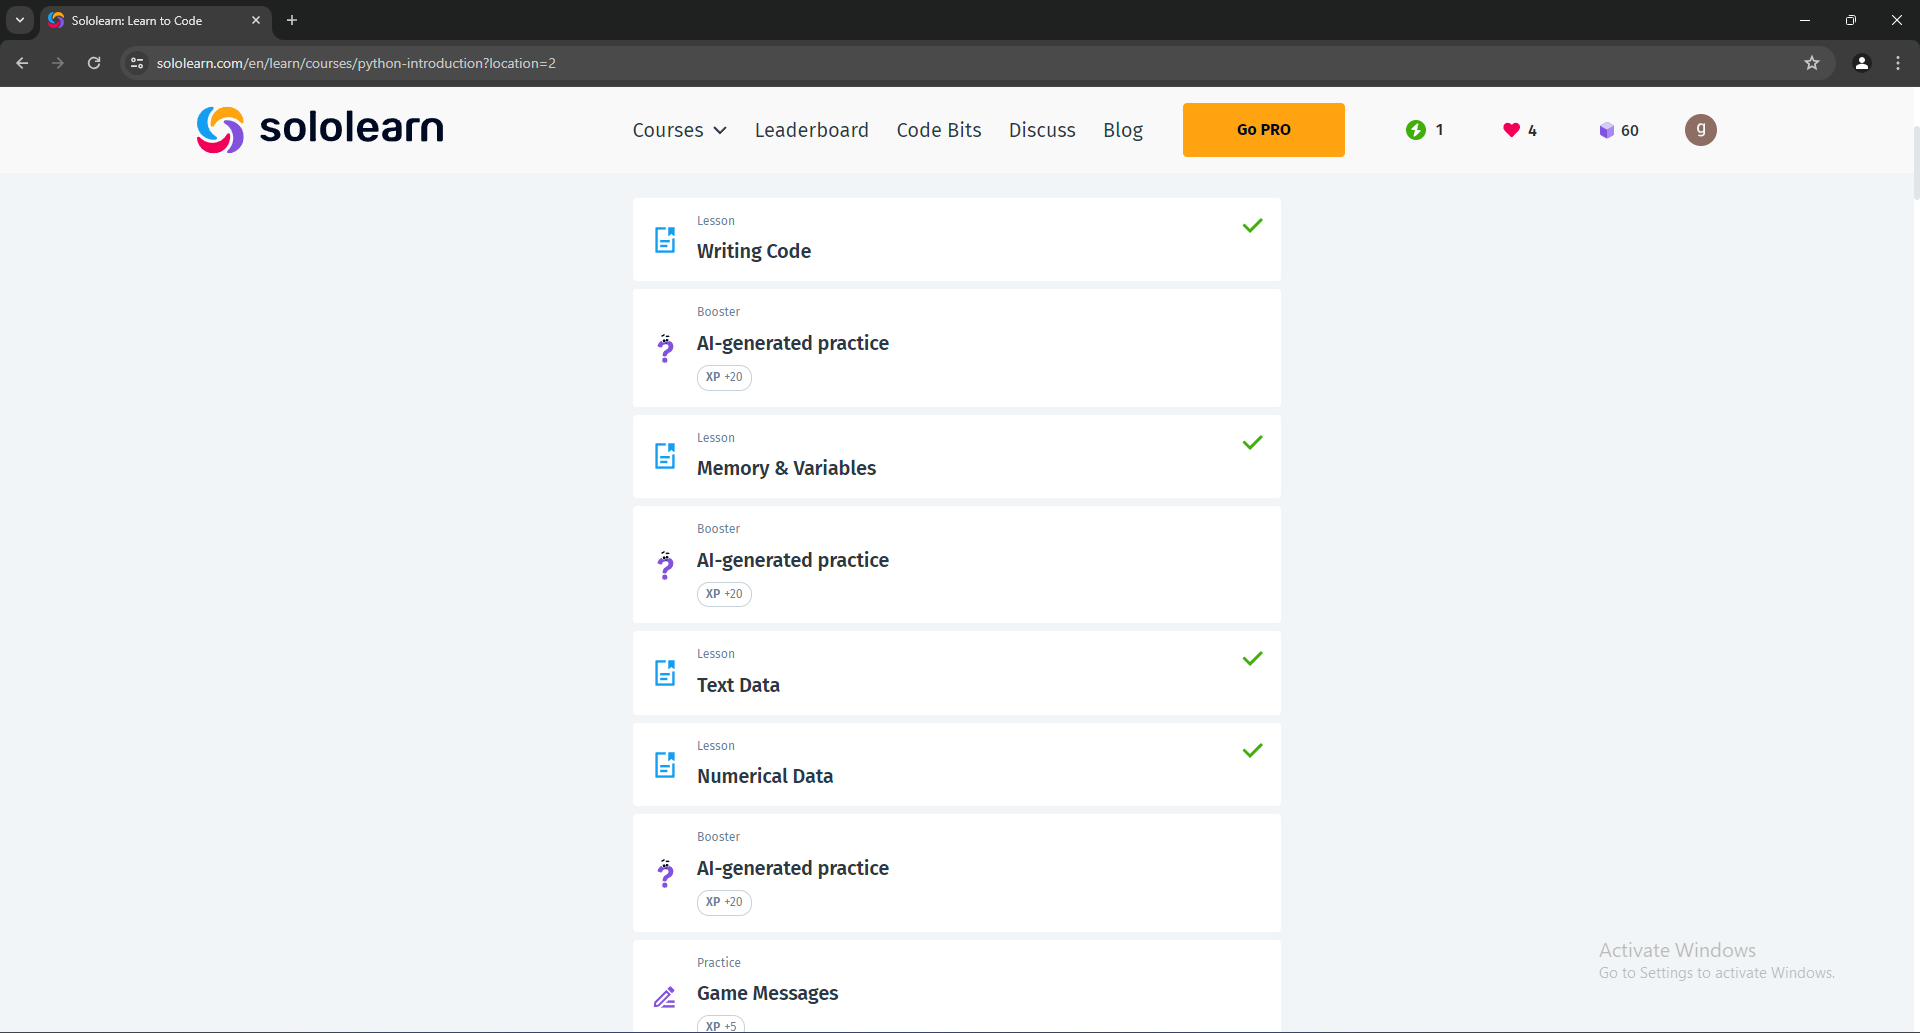 Sololearn: Learn to Code
sololearn.com/en/learn/courses/python-introduction?location=2
sololearn
Courses Leaderboard Code Bits Discuss Blog Go PRO 1 4 60 g
Lesson
Writing Code
Booster
AI-generated practice
XP +20
Lesson
Memory & Variables
Booster
AI-generated practice
XP +20
Lesson
Text Data
Lesson
Numerical Data
Booster
AI-generated practice
XP +20
Practice
Game Messages
XP +5
Activate Windows
Go to Settings to activate Windows.